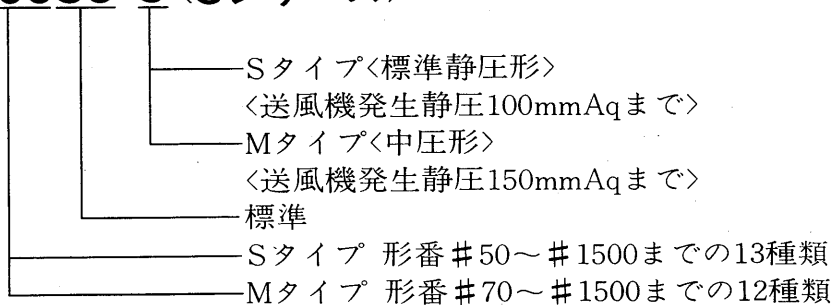 Sタイプ<標準静圧形>
<送風機発生静圧100mmAqまで>
Mタイプ<中圧形>
<送風機発生静圧150mmAqまで>
標準
Sタイプ 形番#50～#1500までの13種類
Mタイプ 形番#70～#1500までの12種類